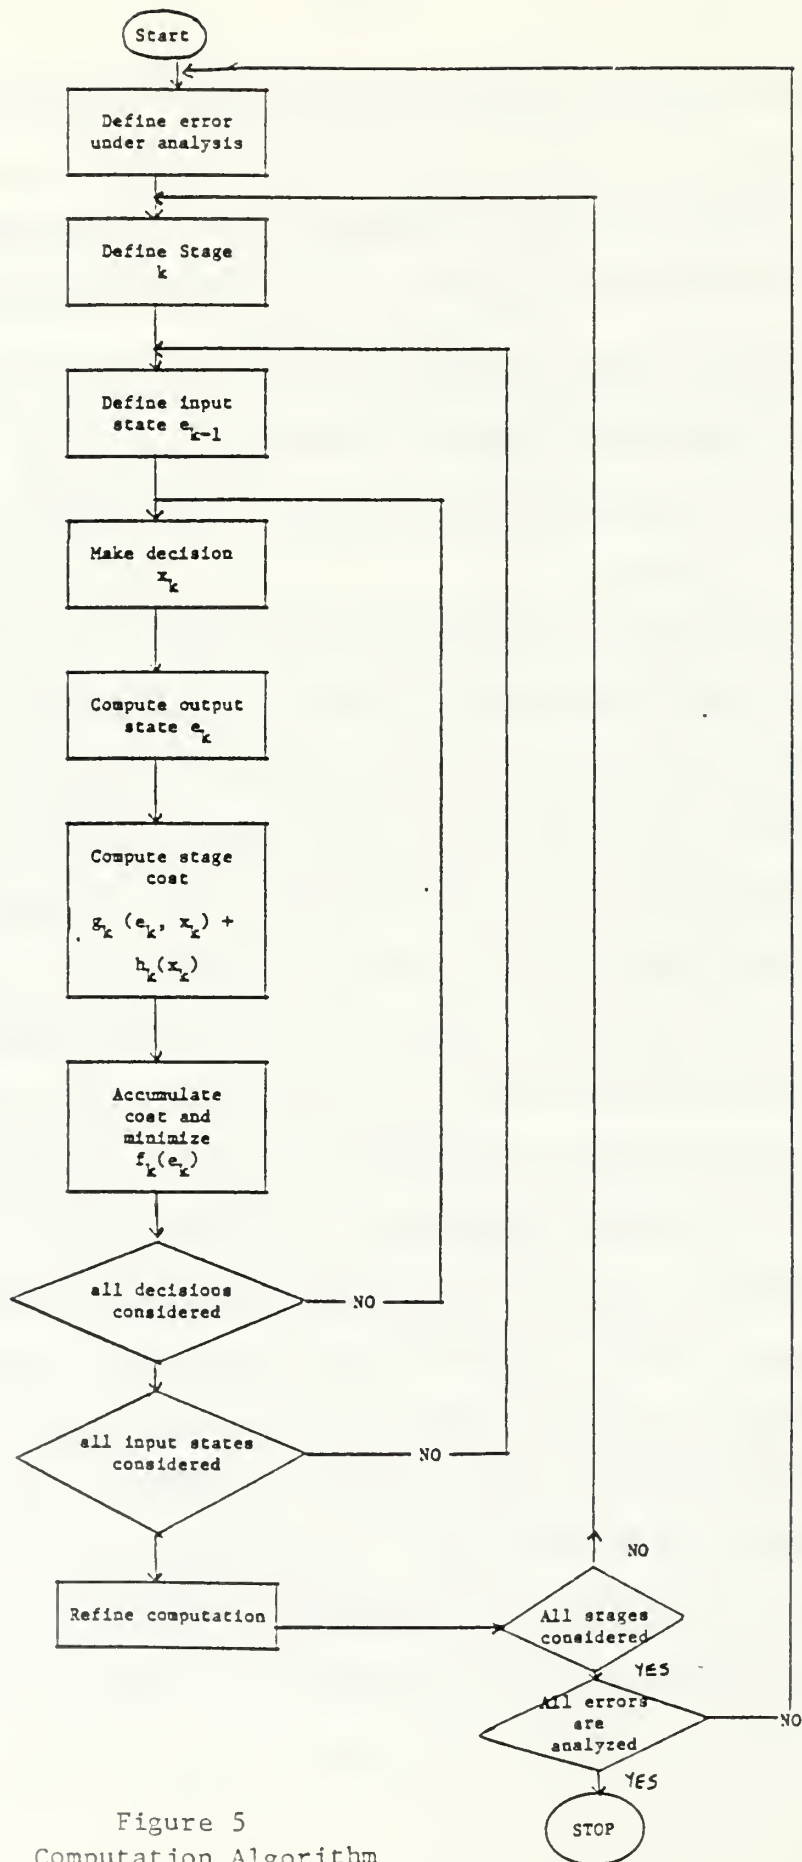 Start
Define error
under analysis
Define Stage
k
Define input
state e_{k-1}
Make decision
x_k
Compute output
state e_k
Compute stage
cost
g_k (e_k, x_k) +
h_k(x_k)
Accumulate
cost and
minimize
f_k(e_k)
all decisions
considered
NO
all input states
considered
NO
Refine computation
NO
All stages
considered
YES
All errors
are
analyzed
NO
YES
STOP
Figure 5
Computation Algorithm